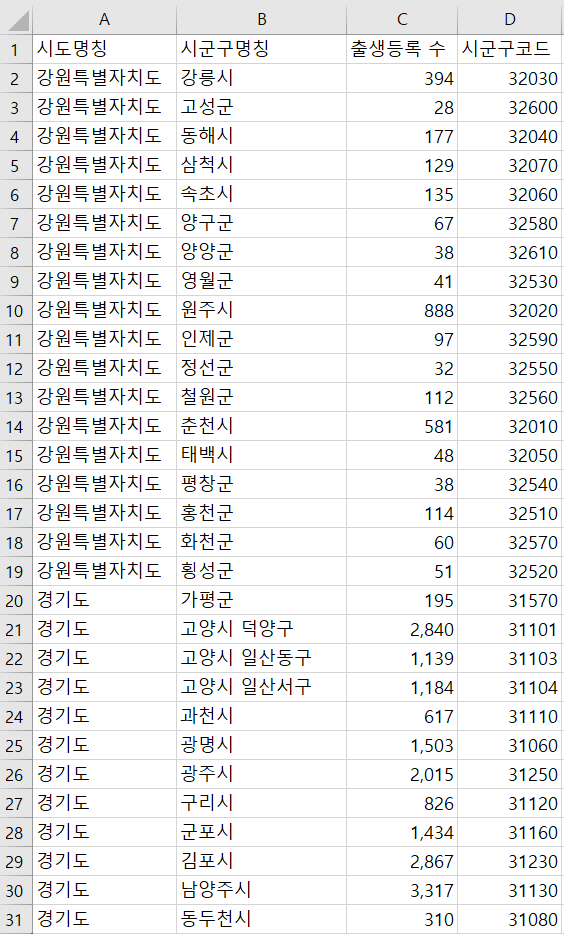 A B C D
1 시도명칭 시군구명칭 출생등록 수 시군구코드
2 강원특별자치도 강릉시 394 32030
3 강원특별자치도 고성군 28 32600
4 강원특별자치도 동해시 177 32040
5 강원특별자치도 삼척시 129 32070
6 강원특별자치도 속초시 135 32060
7 강원특별자치도 양구군 67 32580
8 강원특별자치도 양양군 38 32610
9 강원특별자치도 영월군 41 32530
10 강원특별자치도 원주시 888 32020
11 강원특별자치도 인제군 97 32590
12 강원특별자치도 정선군 32 32550
13 강원특별자치도 철원군 112 32560
14 강원특별자치도 춘천시 581 32010
15 강원특별자치도 태백시 48 32050
16 강원특별자치도 평창군 38 32540
17 강원특별자치도 홍천군 114 32510
18 강원특별자치도 화천군 60 32570
19 강원특별자치도 횡성군 51 32520
20 경기도 가평군 195 31570
21 경기도 고양시 덕양구 2,840 31101
22 경기도 고양시 일산동구 1,139 31103
23 경기도 고양시 일산서구 1,184 31104
24 경기도 과천시 617 31110
25 경기도 광명시 1,503 31060
26 경기도 광주시 2,015 31250
27 경기도 구리시 826 31120
28 경기도 군포시 1,434 31160
29 경기도 김포시 2,867 31230
30 경기도 남양주시 3,317 31130
31 경기도 동두천시 310 31080